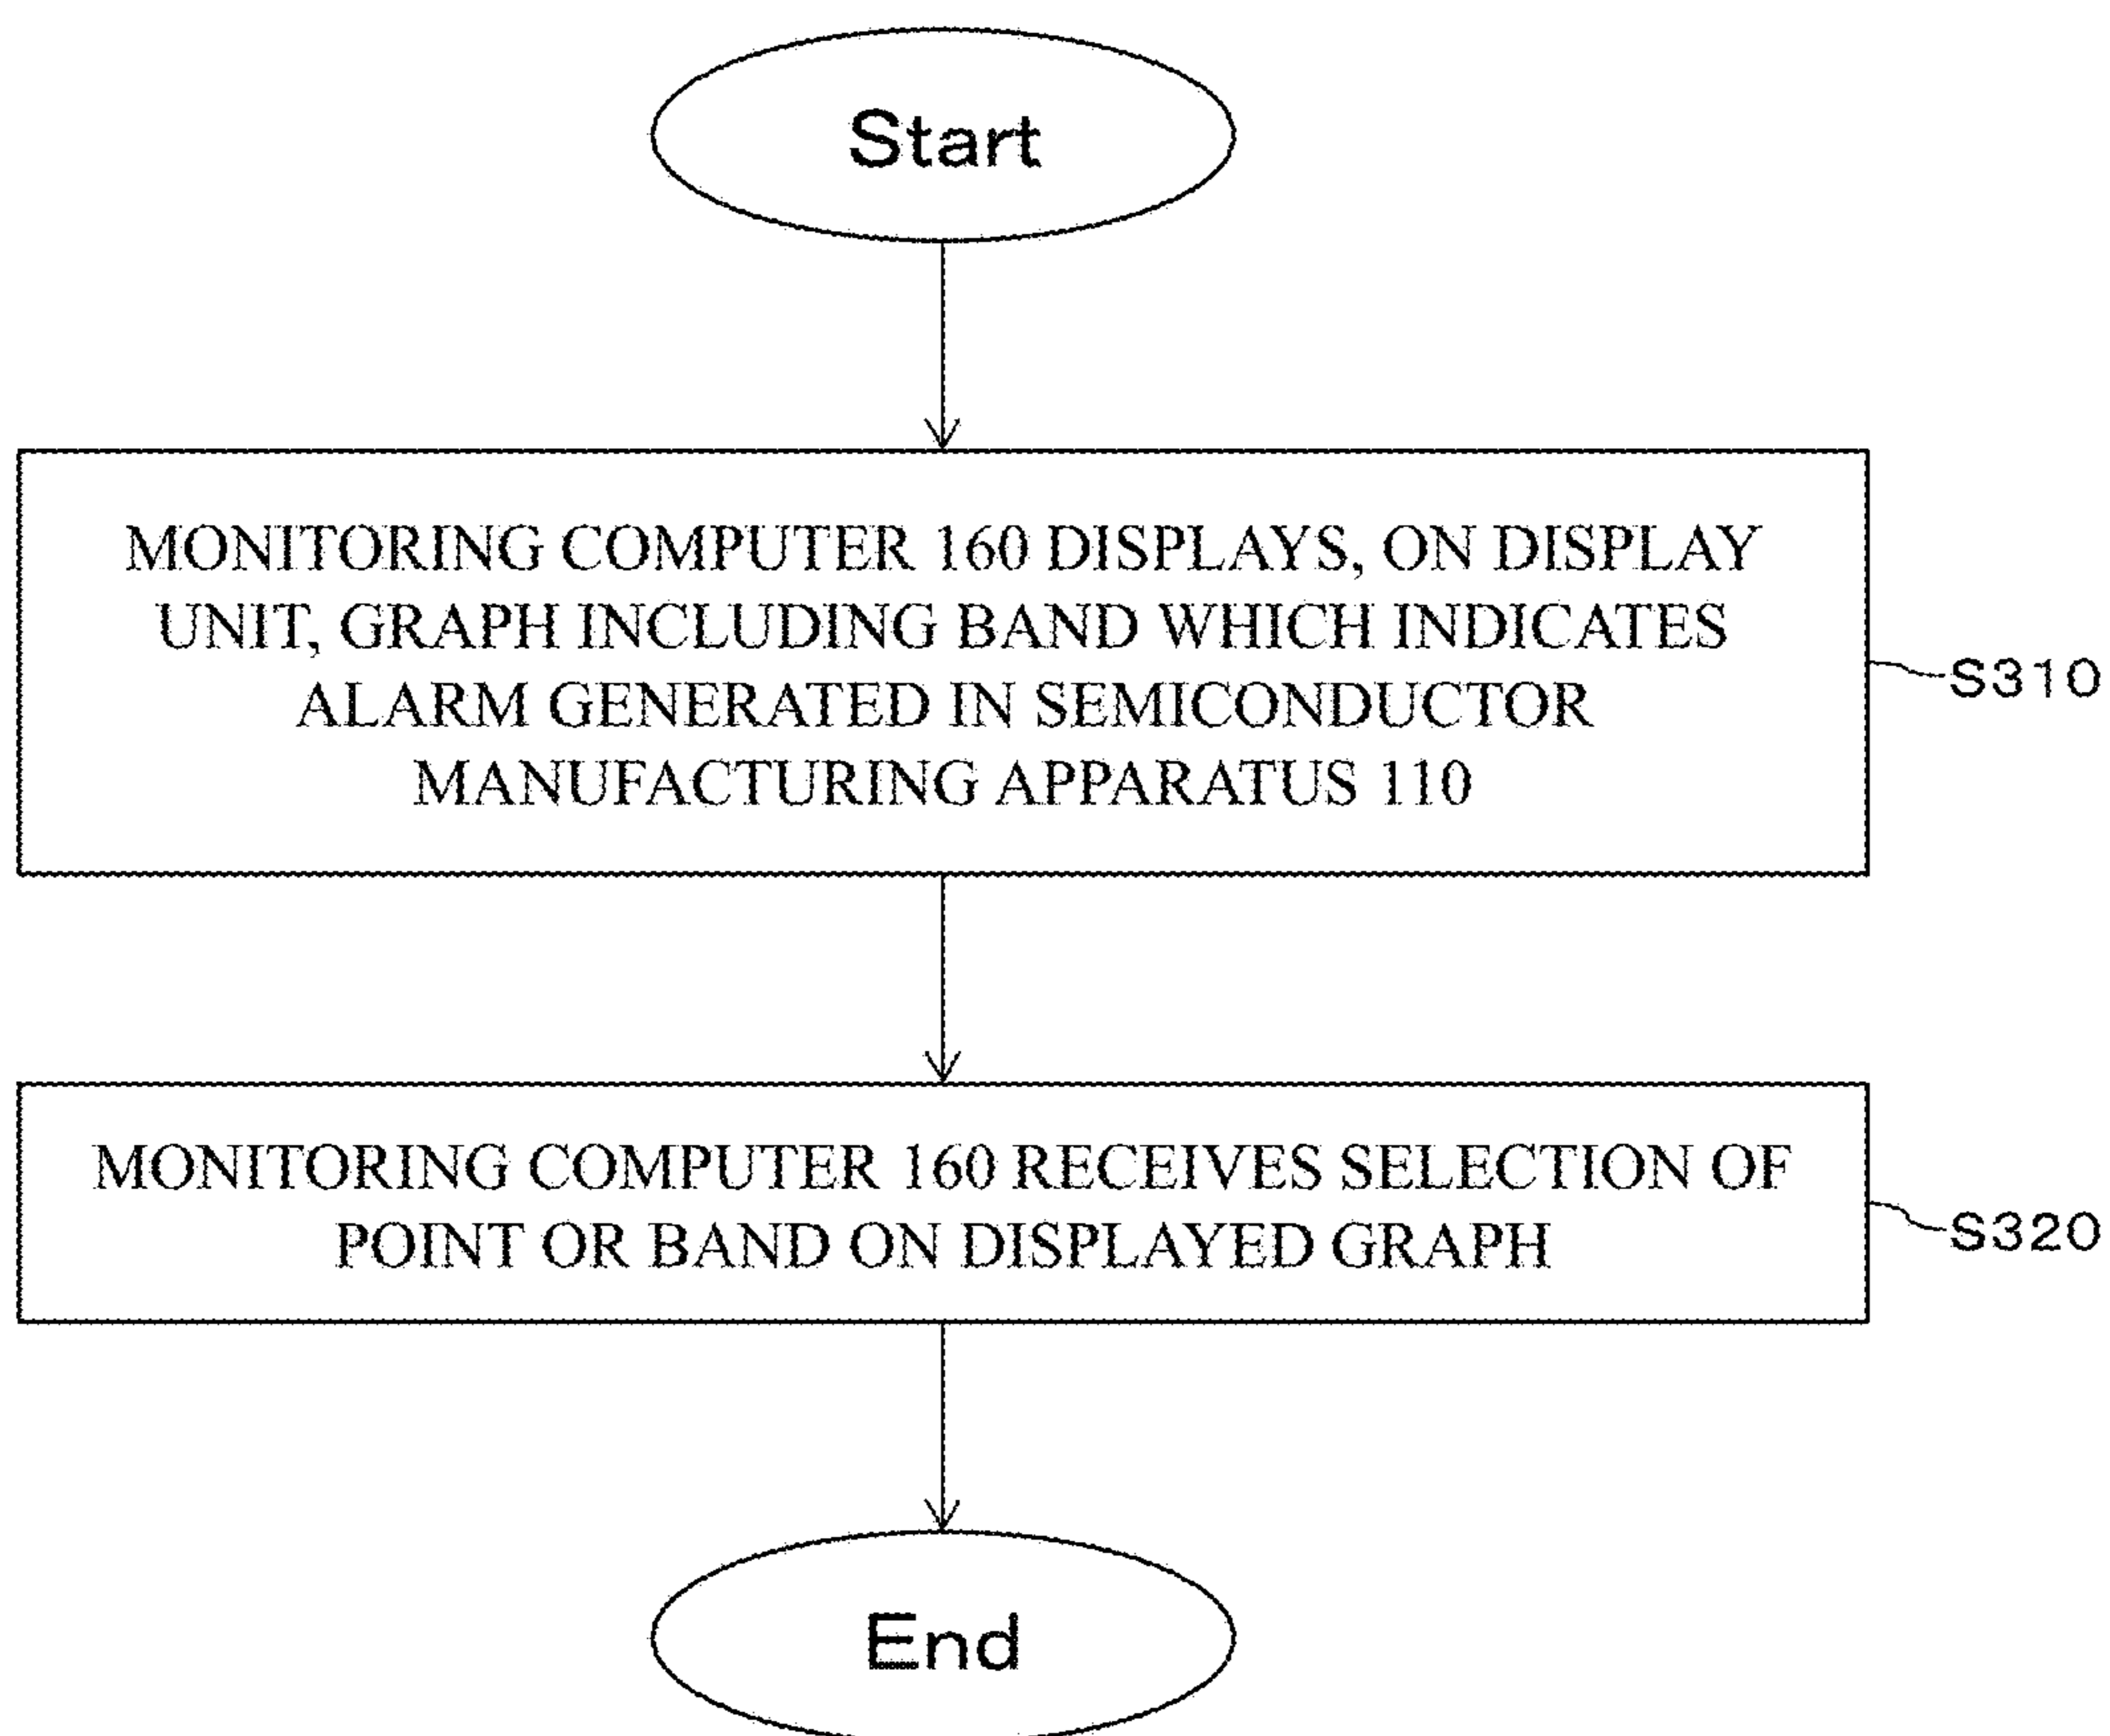 Start
MONITORING COMPUTER 160 DISPLAYS, ON DISPLAY
UNIT, GRAPH INCLUDING BAND WHICH INDICATES
ALARM GENERATED IN SEMICONDUCTOR
MANUFACTURING APPARATUS 110
S310
MONITORING COMPUTER 160 RECEIVES SELECTION OF
POINT OR BAND ON DISPLAYED GRAPH
S320
End